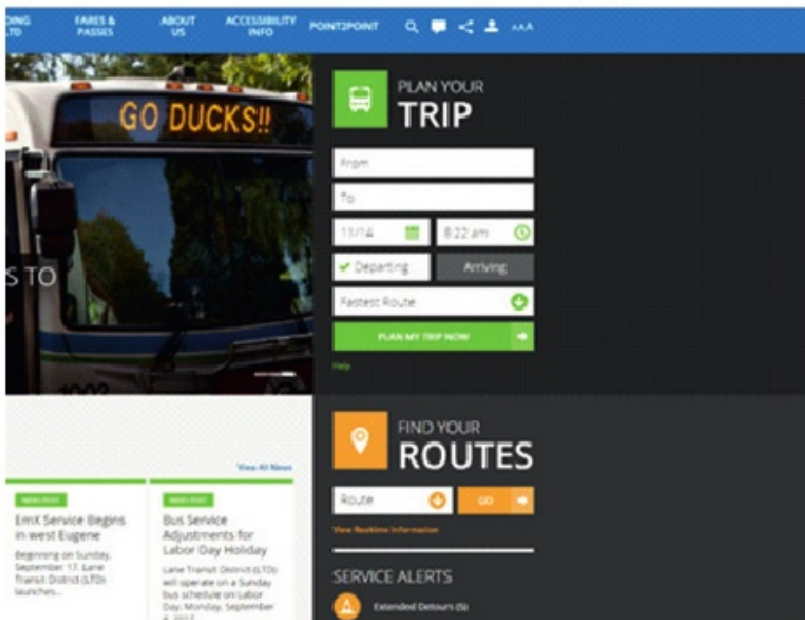 FARES &
PASSES
ABOUT
US
ACCESSIBILITY
INFO
POINT2POINT
A A A
GO DUCKS!!
S TO
PLAN YOUR
TRIP
From
To
11/14
8:22 am
Departing
Arriving
Fastest Route
PLAN MY TRIP NOW
Help
FIND YOUR
ROUTES
Route
GO
View Realtime Information
SERVICE ALERTS
Extended Detours (5)
View All News
NEWS POST
EmX Service Begins
in west Eugene
Beginning on Sunday,
September 17, Lane
Transit District (LTD)
launches...
NEWS POST
Bus Service
Adjustments for
Labor Day Holiday
Lane Transit District (LTD)
will operate on a Sunday
bus schedule on Labor
Day, Monday, September
4, 2017